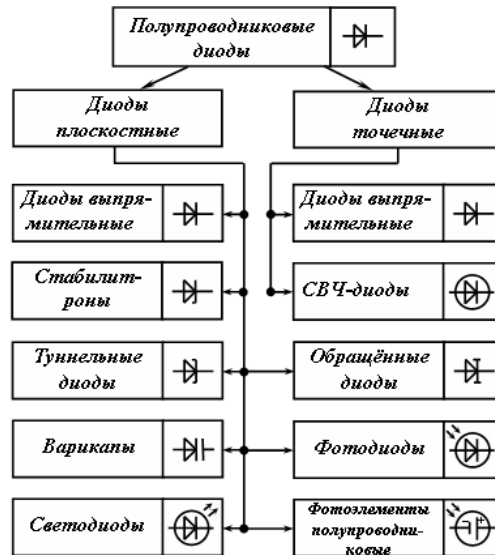 Полупроводниковые
диоды
Диоды
плоскостные
Диоды
точечные
Диоды выпря-
мительные
Диоды выпря-
мительные
Стабилит-
роны
СВЧ-диоды
Туннельные
диоды
Обращённые
диоды
Варикапы
Фотодиоды
Светодиоды
Фотоэлементы
полупроводни-
ковые